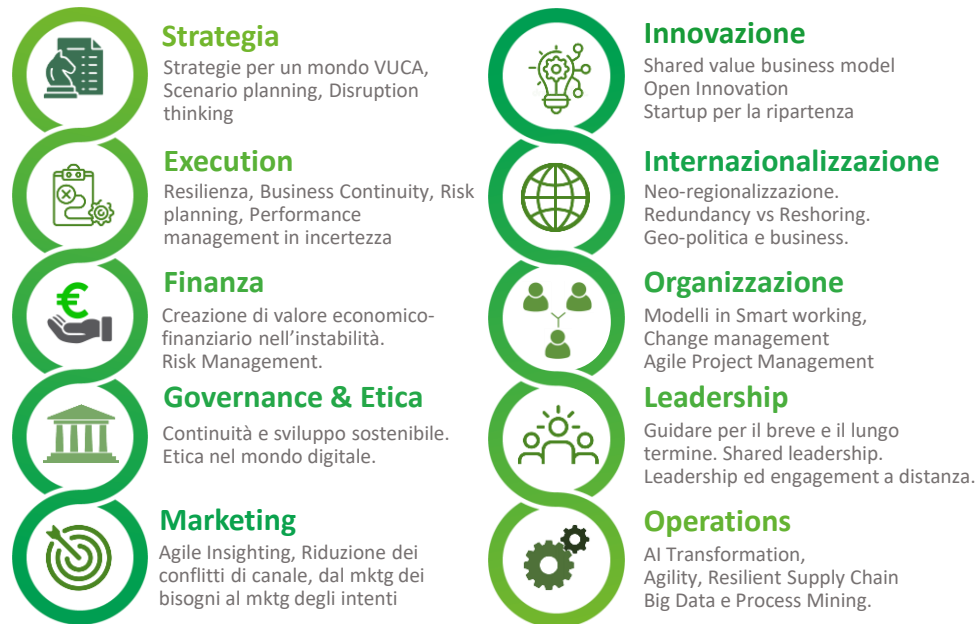 Strategia
Strategie per un mondo VUCA,
Scenario planning, Disruption
thinking
Execution
Resilienza, Business Continuity, Risk
planning, Performance
management in incertezza
Finanza
Creazione di valore economico-
finanziario nell’instabilità.
Risk Management.
Governance & Etica
Continuità e sviluppo sostenibile.
Etica nel mondo digitale.
Marketing
Agile Insighting, Riduzione dei
conflitti di canale, dal mktg dei
bisogni al mktg degli intenti
Innovazione
Shared value business model
Open Innovation
Startup per la ripartenza
Internazionalizzazione
Neo-regionalizzazione.
Redundancy vs Reshoring.
Geo-politica e business.
Organizzazione
Modelli in Smart working,
Change management
Agile Project Management
Leadership
Guidare per il breve e il lungo
termine. Shared leadership.
Leadership ed engagement a distanza.
Operations
AI Transformation,
Agility, Resilient Supply Chain
Big Data e Process Mining.